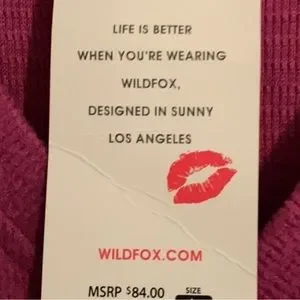 LIFE IS BETTER
WHEN YOU'RE WEARING
WILDFOX,
DESIGNED IN SUNNY
LOS ANGELES
WILDFOX.COM
MSRP $84.00 SIZE